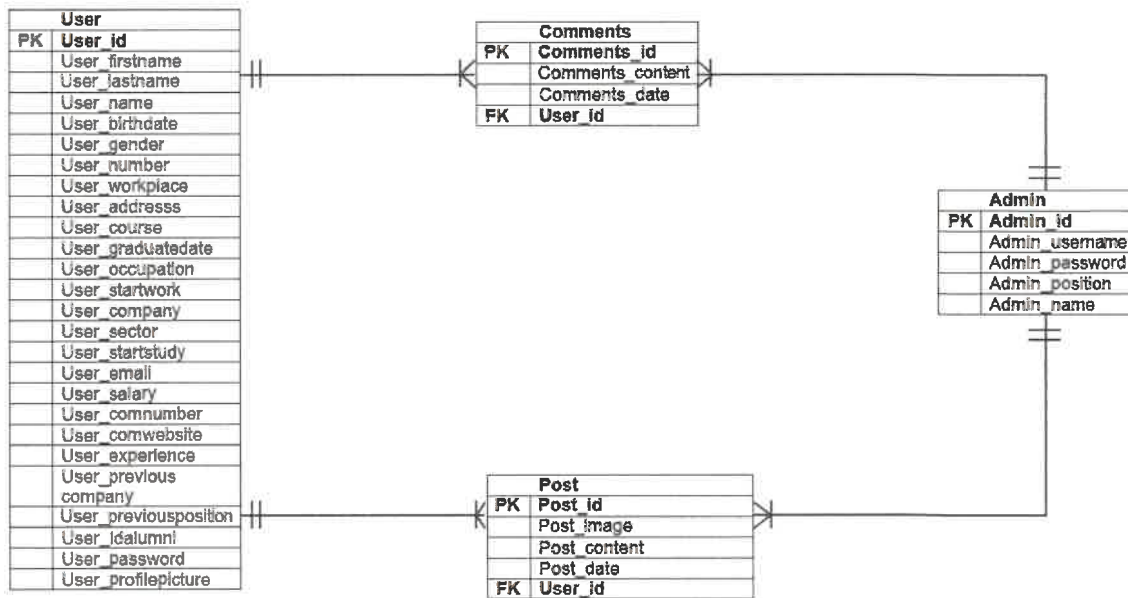 User
PK User_id
User_firstname
User_lastname
User_name
User_birthdate
User_gender
User_number
User_workplace
User_addresss
User_course
User_graduatedate
User_occupation
User_startwork
User_company
User_sector
User_startstudy
User_email
User_salary
User_comnumber
User_comwebsite
User_experience
User_previous
company
User_previousposition
User_idalumni
User_password
User_profilepicture
Comments
PK Comments_id
Comments_content
Comments_date
FK User_id
Admin
PK Admin_id
Admin_username
Admin_password
Admin_position
Admin_name
Post
PK Post_id
Post_image
Post_content
Post_date
FK User_id